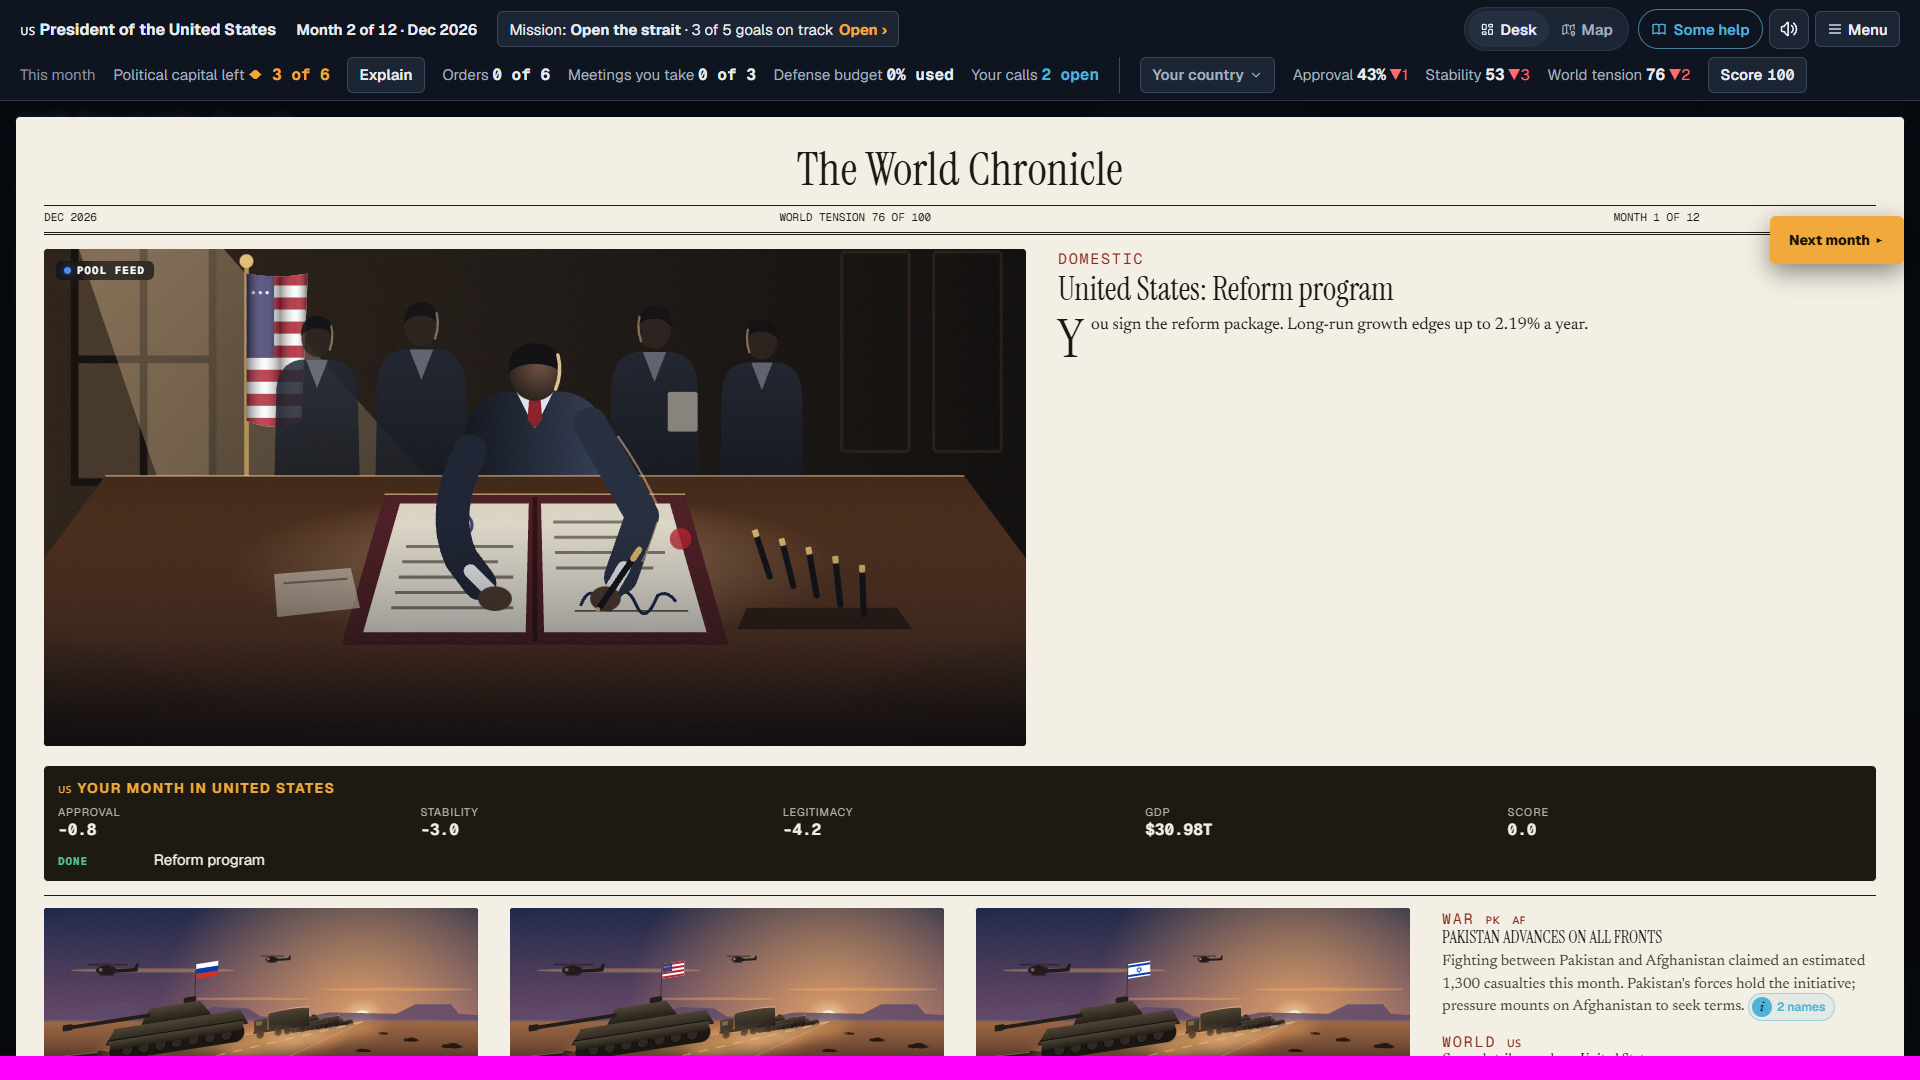 US President of the United States
Month 2 of 12 · Dec 2026
Mission: Open the strait · 3 of 5 goals on track Open ›
Desk
Map
Some help
Menu
This month
Political capital left 3 of 6
Explain
Orders 0 of 6
Meetings you take 0 of 3
Defense budget 0% used
Your calls 2 open
Your country
Approval 43% ▼1
Stability 53 ▼3
World tension 76 ▼2
Score 100
The World Chronicle
DEC 2026
WORLD TENSION 76 OF 100
MONTH 1 OF 12
Next month ▸
POOL FEED
DOMESTIC
United States: Reform program
You sign the reform package. Long-run growth edges up to 2.19% a year.
US YOUR MONTH IN UNITED STATES
APPROVAL
-0.8
STABILITY
-3.0
LEGITIMACY
-4.2
GDP
$30.98T
SCORE
0.0
DONE
Reform program
WAR PK AF
PAKISTAN ADVANCES ON ALL FRONTS
Fighting between Pakistan and Afghanistan claimed an estimated
1,300 casualties this month. Pakistan's forces hold the initiative;
pressure mounts on Afghanistan to seek terms. i 2 names
WORLD US